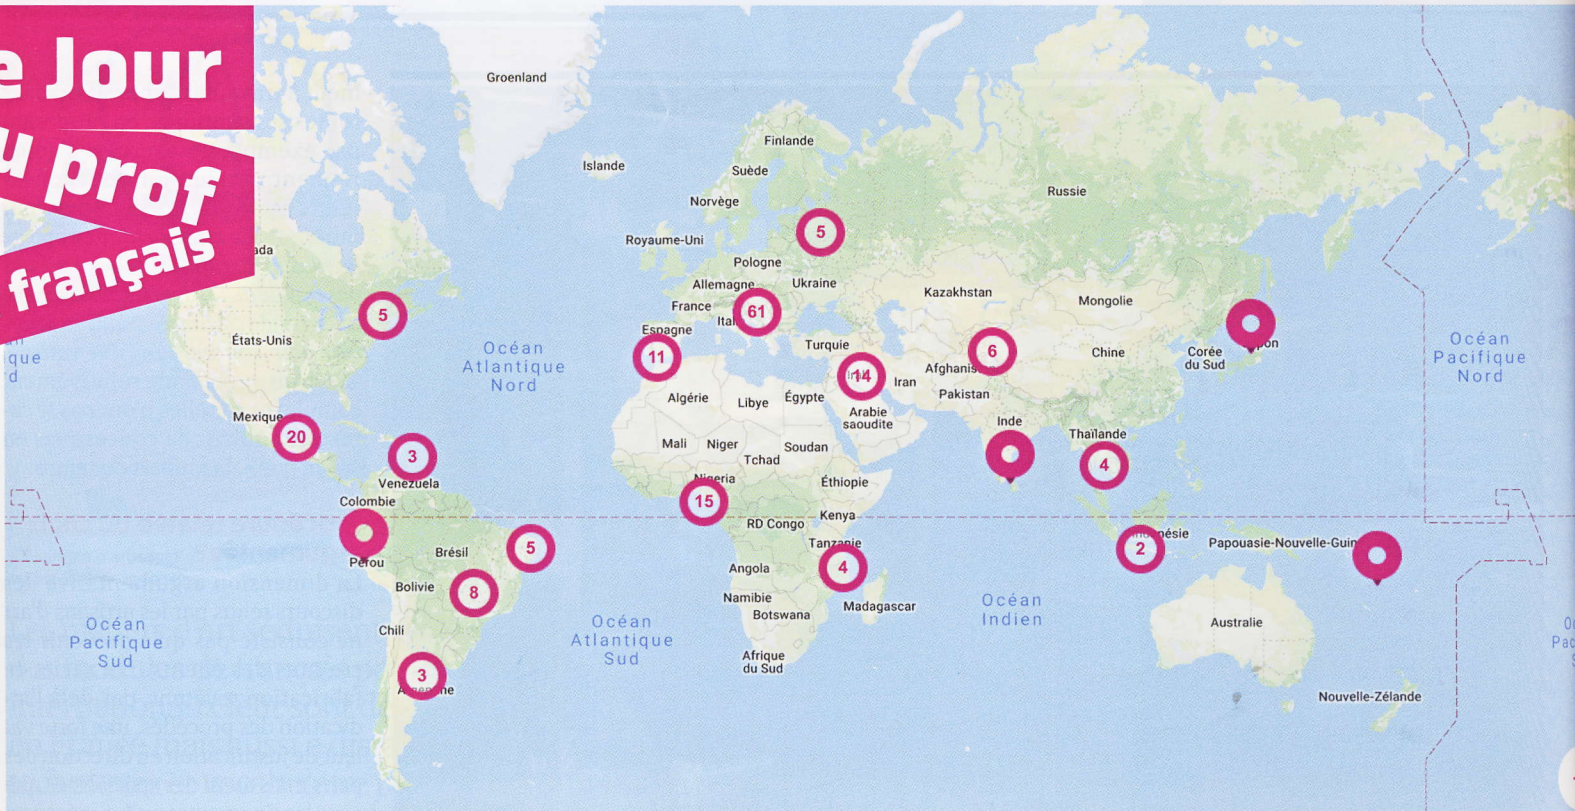 e Jour
u prof
français
Groenland
Islande
Finlande
Suède
Norvège
Russie
Royaume-Uni
5
Pologne
Allemagne
Ukraine
France
61
Espagne
11
Turquie
14
Kazakhstan
Mongolie
6
Chine
Corée
du Sud
Iran
Pakistan
Arabie
saoudite
Inde
Thaïlande
4
ada
5
États-Unis
Océan
Atlantique
Nord
Océan
Pacifique
Nord
que
Mexique
20
3
Venezuela
Colombie
Pérou
Brésil
5
Bolivie
8
Chili
3
Algérie
Libye
Égypte
Mali
Niger
Tchad
Soudan
Nigeria
15
Éthiopie
RD Congo
Kenya
Tanzanie
4
Angola
Namibie
Botswana
Madagascar
Afrique
du Sud
2
Papouasie-Nouvelle-Guin
Australie
Nouvelle-Zélande
Océan
Indien
Océan
Atlantique
Sud
Océan
Pacifique
Sud